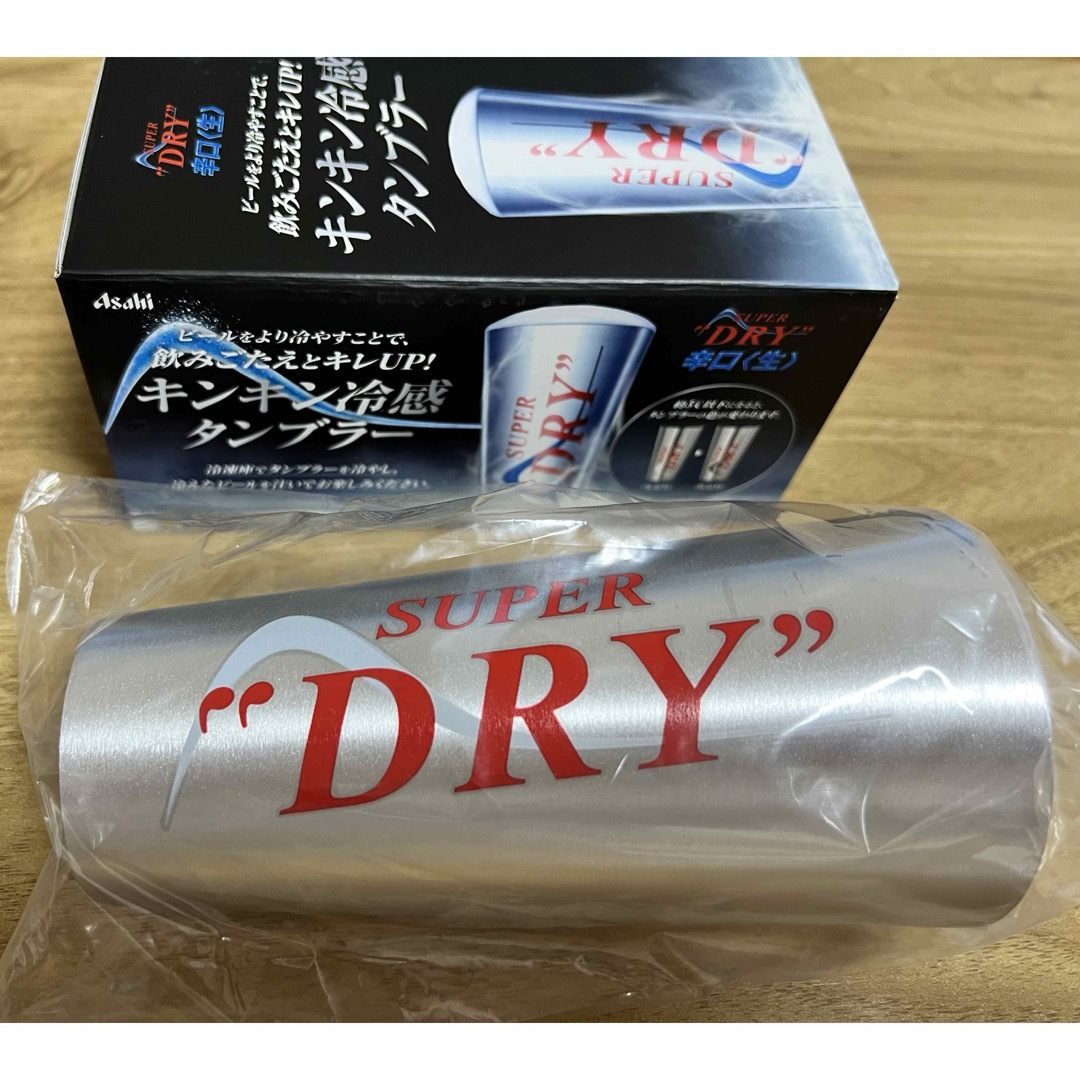 SUPER
“DRY”
辛口〈生〉
ビールをより冷やすことで、
飲みごたえとキレUP!
キンキン冷感
タンブラー
SUPER
“DRY”
Asahi
ビールをより冷やすことで、
飲みごたえとキレUP!
キンキン冷感
タンブラー
冷凍庫でタンブラーを冷やし、
冷えたビールを注いでお楽しみください。
SUPER
“DRY”
SUPER
“DRY”
辛口〈生〉
SUPER
“DRY”